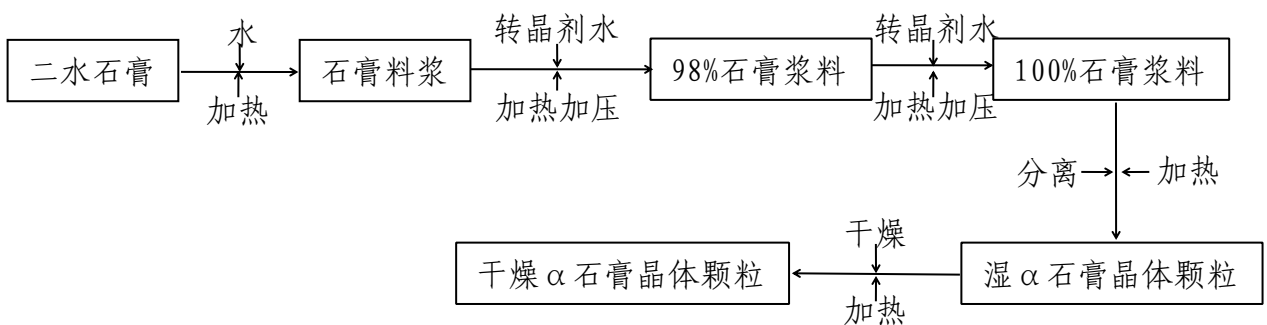 水
转晶剂水
转晶剂水
二水石膏
石膏料浆
98%石膏浆料
100%石膏浆料
加热
加热加压
加热加压
分离
加热
干燥
干燥α石膏晶体颗粒
湿α石膏晶体颗粒
加热